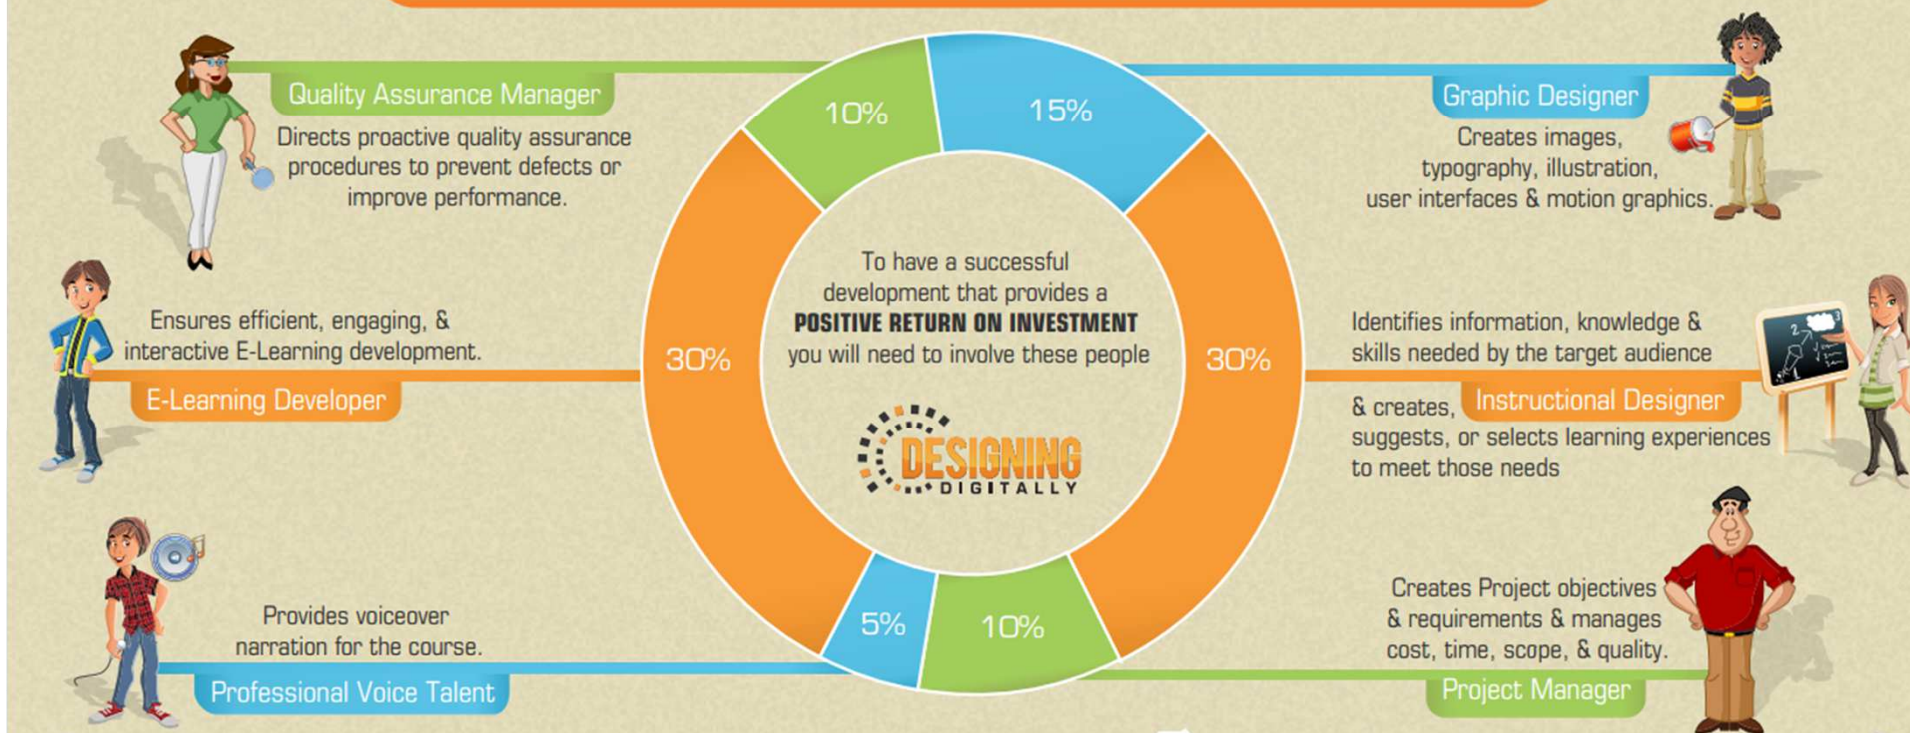 Quality Assurance Manager
Directs proactive quality assurance
procedures to prevent defects or
improve performance.
10%
15%
Graphic Designer
Creates images,
typography, illustration,
user interfaces & motion graphics.
Ensures efficient, engaging, &
interactive E-Learning development.
E-Learning Developer
30%
To have a successful
development that provides a
POSITIVE RETURN ON INVESTMENT
you will need to involve these people
DESIGNING
DIGITALLY
30%
Identifies information, knowledge &
skills needed by the target audience
& creates,
Instructional Designer
suggests, or selects learning experiences
to meet those needs
Provides voiceover
narration for the course.
Professional Voice Talent
5%
10%
Creates Project objectives
& requirements & manages
cost, time, scope, & quality.
Project Manager